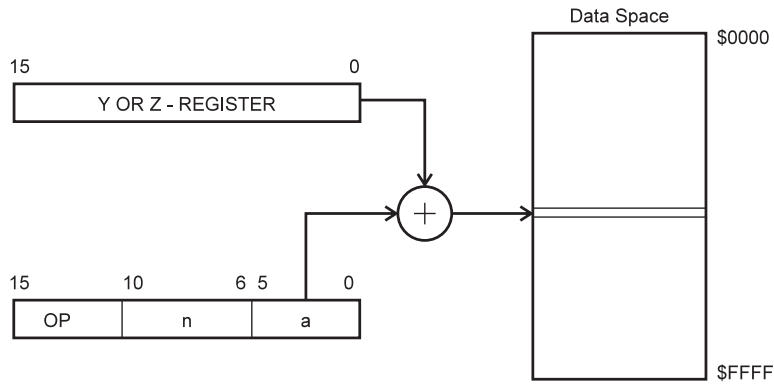 Data Space
$0000
15 0
Y OR Z - REGISTER
15 10 6 5 0
OP n a
$FFFF